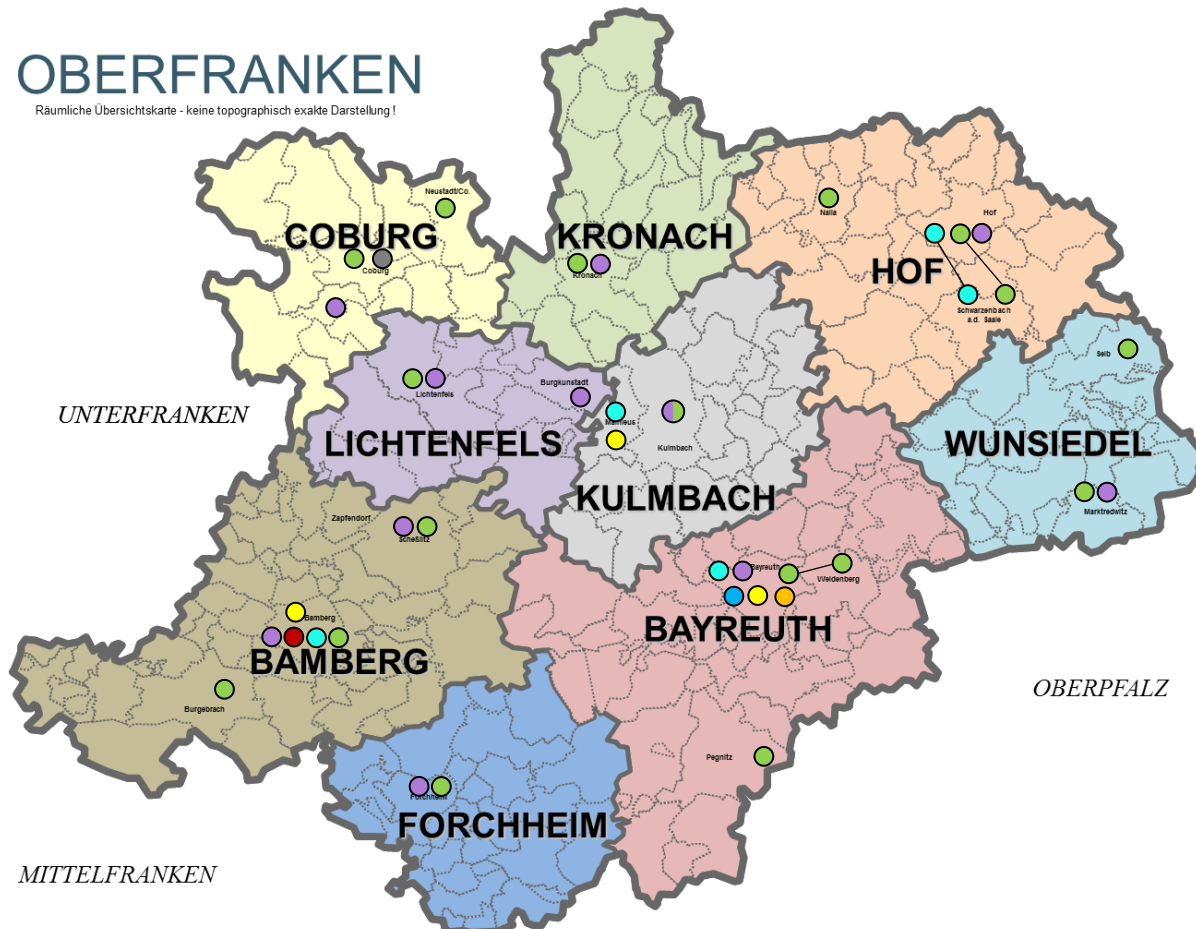 OBERFRANKEN
Räumliche Übersichtskarte - keine topographisch exakte Darstellung !
Neustadt/Co.
COBURG
Coburg
KRONACH
Kronach
Naila
Hof
HOF
Schwarzenbach
a.d. Saale
Selb
UNTERFRANKEN
Lichtenfels
Burgkunstadt
LICHTENFELS
Mainleus
Kulmbach
KULMBACH
WUNSIEDEL
Marktredwitz
Zapfendorf
Scheßlitz
Bayreuth
Weidenberg
BAYREUTH
Bamberg
BAMBERG
Burgebrach
OBERPFALZ
Pegnitz
Forchheim
FORCHHEIM
MITTELFRANKEN